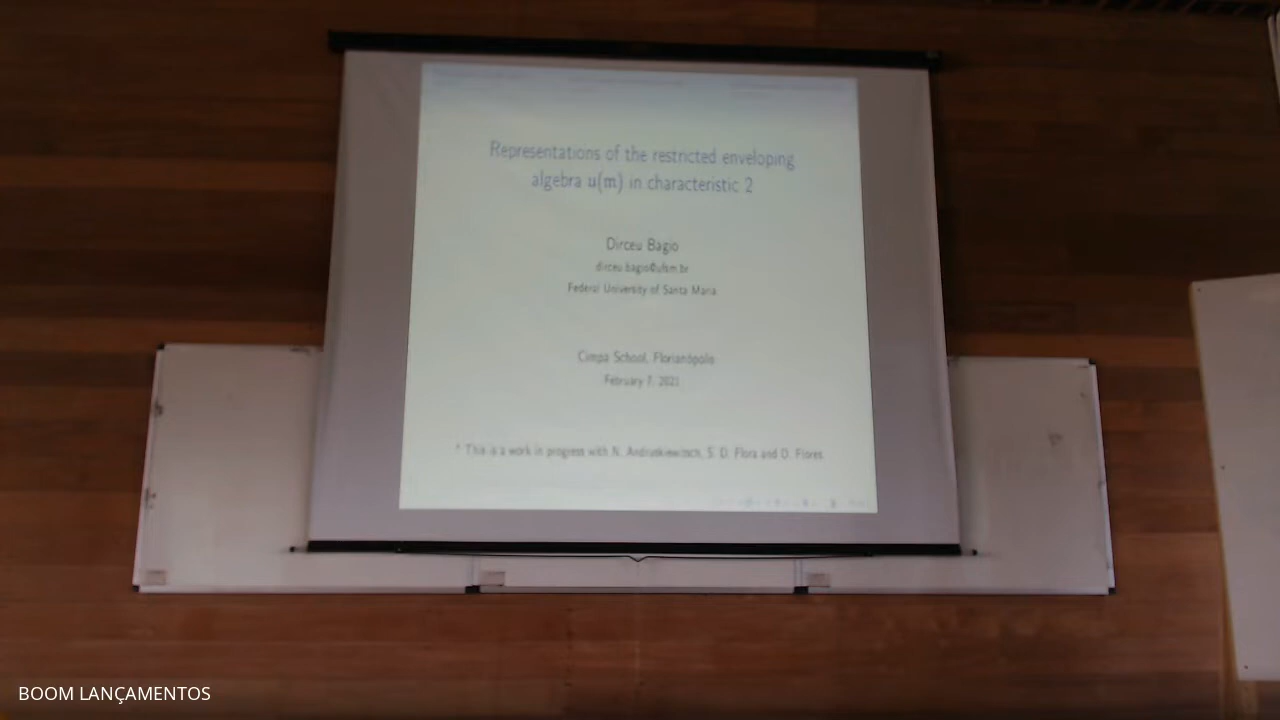 Representations of the restricted enveloping
algebra u(m) in characteristic 2
Dirceu Bagio
dirceu.bagio@ufsm.br
Federal University of Santa Maria
Cimpa School, Florianópolis
February 7, 2021
* This is a work in progress with N. Andruskiewitsch, S. D. Flora and D. Flores
BOOM LANÇAMENTOS